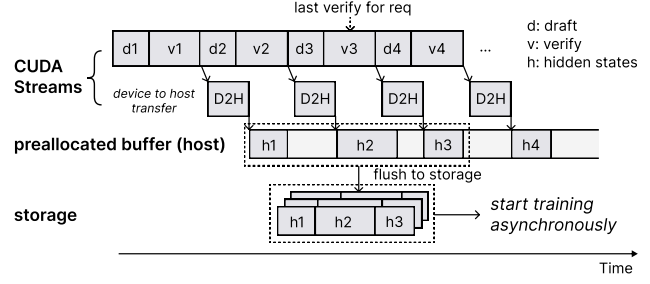 last verify for req
d1 v1 d2 v2 d3 v3 d4 v4 ...
d: draft
v: verify
h: hidden states
CUDA
Streams
device to host
transfer
D2H D2H D2H D2H
preallocated buffer (host)
h1 h2 h3 h4
flush to storage
storage
h1 h2 h3
start training
asynchronously
Time